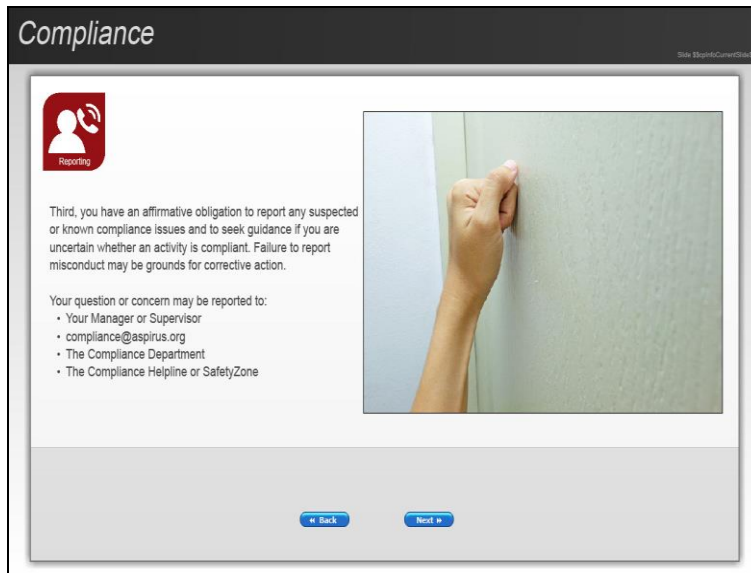 Compliance
Slide $$cpInfoCurrentSlide$
Reporting
Third, you have an affirmative obligation to report any suspected
or known compliance issues and to seek guidance if you are
uncertain whether an activity is compliant. Failure to report
misconduct may be grounds for corrective action.
Your question or concern may be reported to:
• Your Manager or Supervisor
• compliance@aspirus.org
• The Compliance Department
• The Compliance Helpline or SafetyZone
« Back
Next »